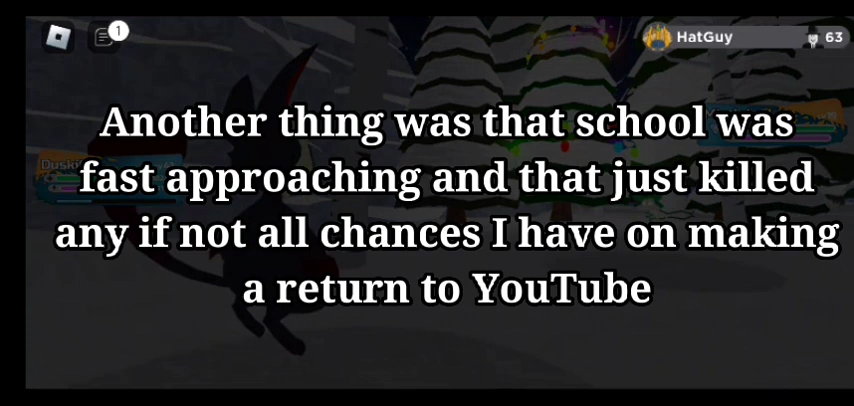 1
HatGuy
63
Another thing was that school was
fast approaching and that just killed
any if not all chances I have on making
a return to YouTube